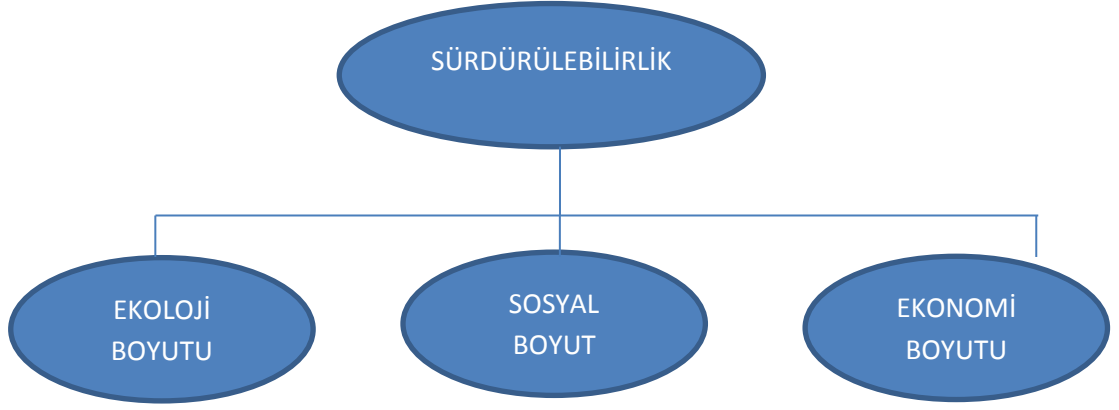 SÜRDÜRÜLEBİLİRLİK
EKOLOJİ
BOYUTU
SOSYAL
BOYUT
EKONOMİ
BOYUTU